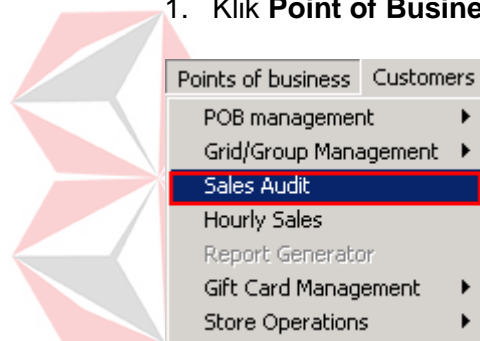 1. Klik Point of Busine
Points of business Customers
POB management
Grid/Group Management
Sales Audit
Hourly Sales
Report Generator
Gift Card Management
Store Operations